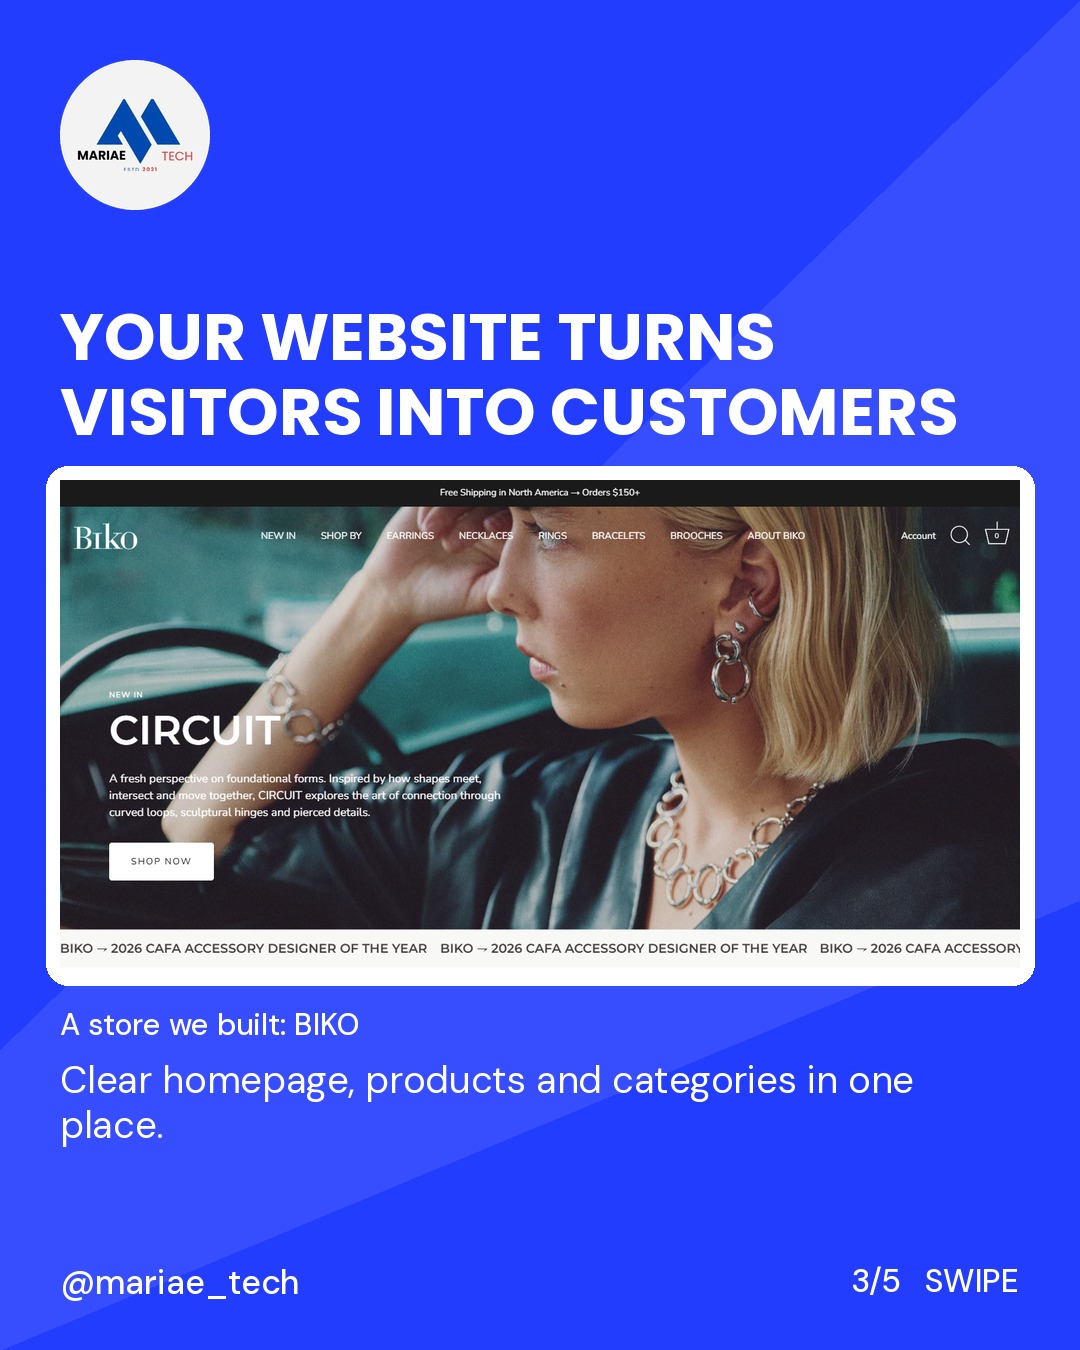 MARIAE TECH
ESTD 2021
YOUR WEBSITE TURNS
VISITORS INTO CUSTOMERS
Free Shipping in North America → Orders $150+
Biko NEW IN SHOP BY EARRINGS NECKLACES RINGS BRACELETS BROOCHES ABOUT BIKO Account 0
NEW IN
CIRCUIT
A fresh perspective on foundational forms. Inspired by how shapes meet,
intersect and move together, CIRCUIT explores the art of connection through
curved loops, sculptural hinges and pierced details.
SHOP NOW
BIKO → 2026 CAFA ACCESSORY DESIGNER OF THE YEAR BIKO → 2026 CAFA ACCESSORY DESIGNER OF THE YEAR BIKO → 2026 CAFA ACCESSORY
A store we built: BIKO
Clear homepage, products and categories in one
place.
@mariae_tech 3/5 SWIPE